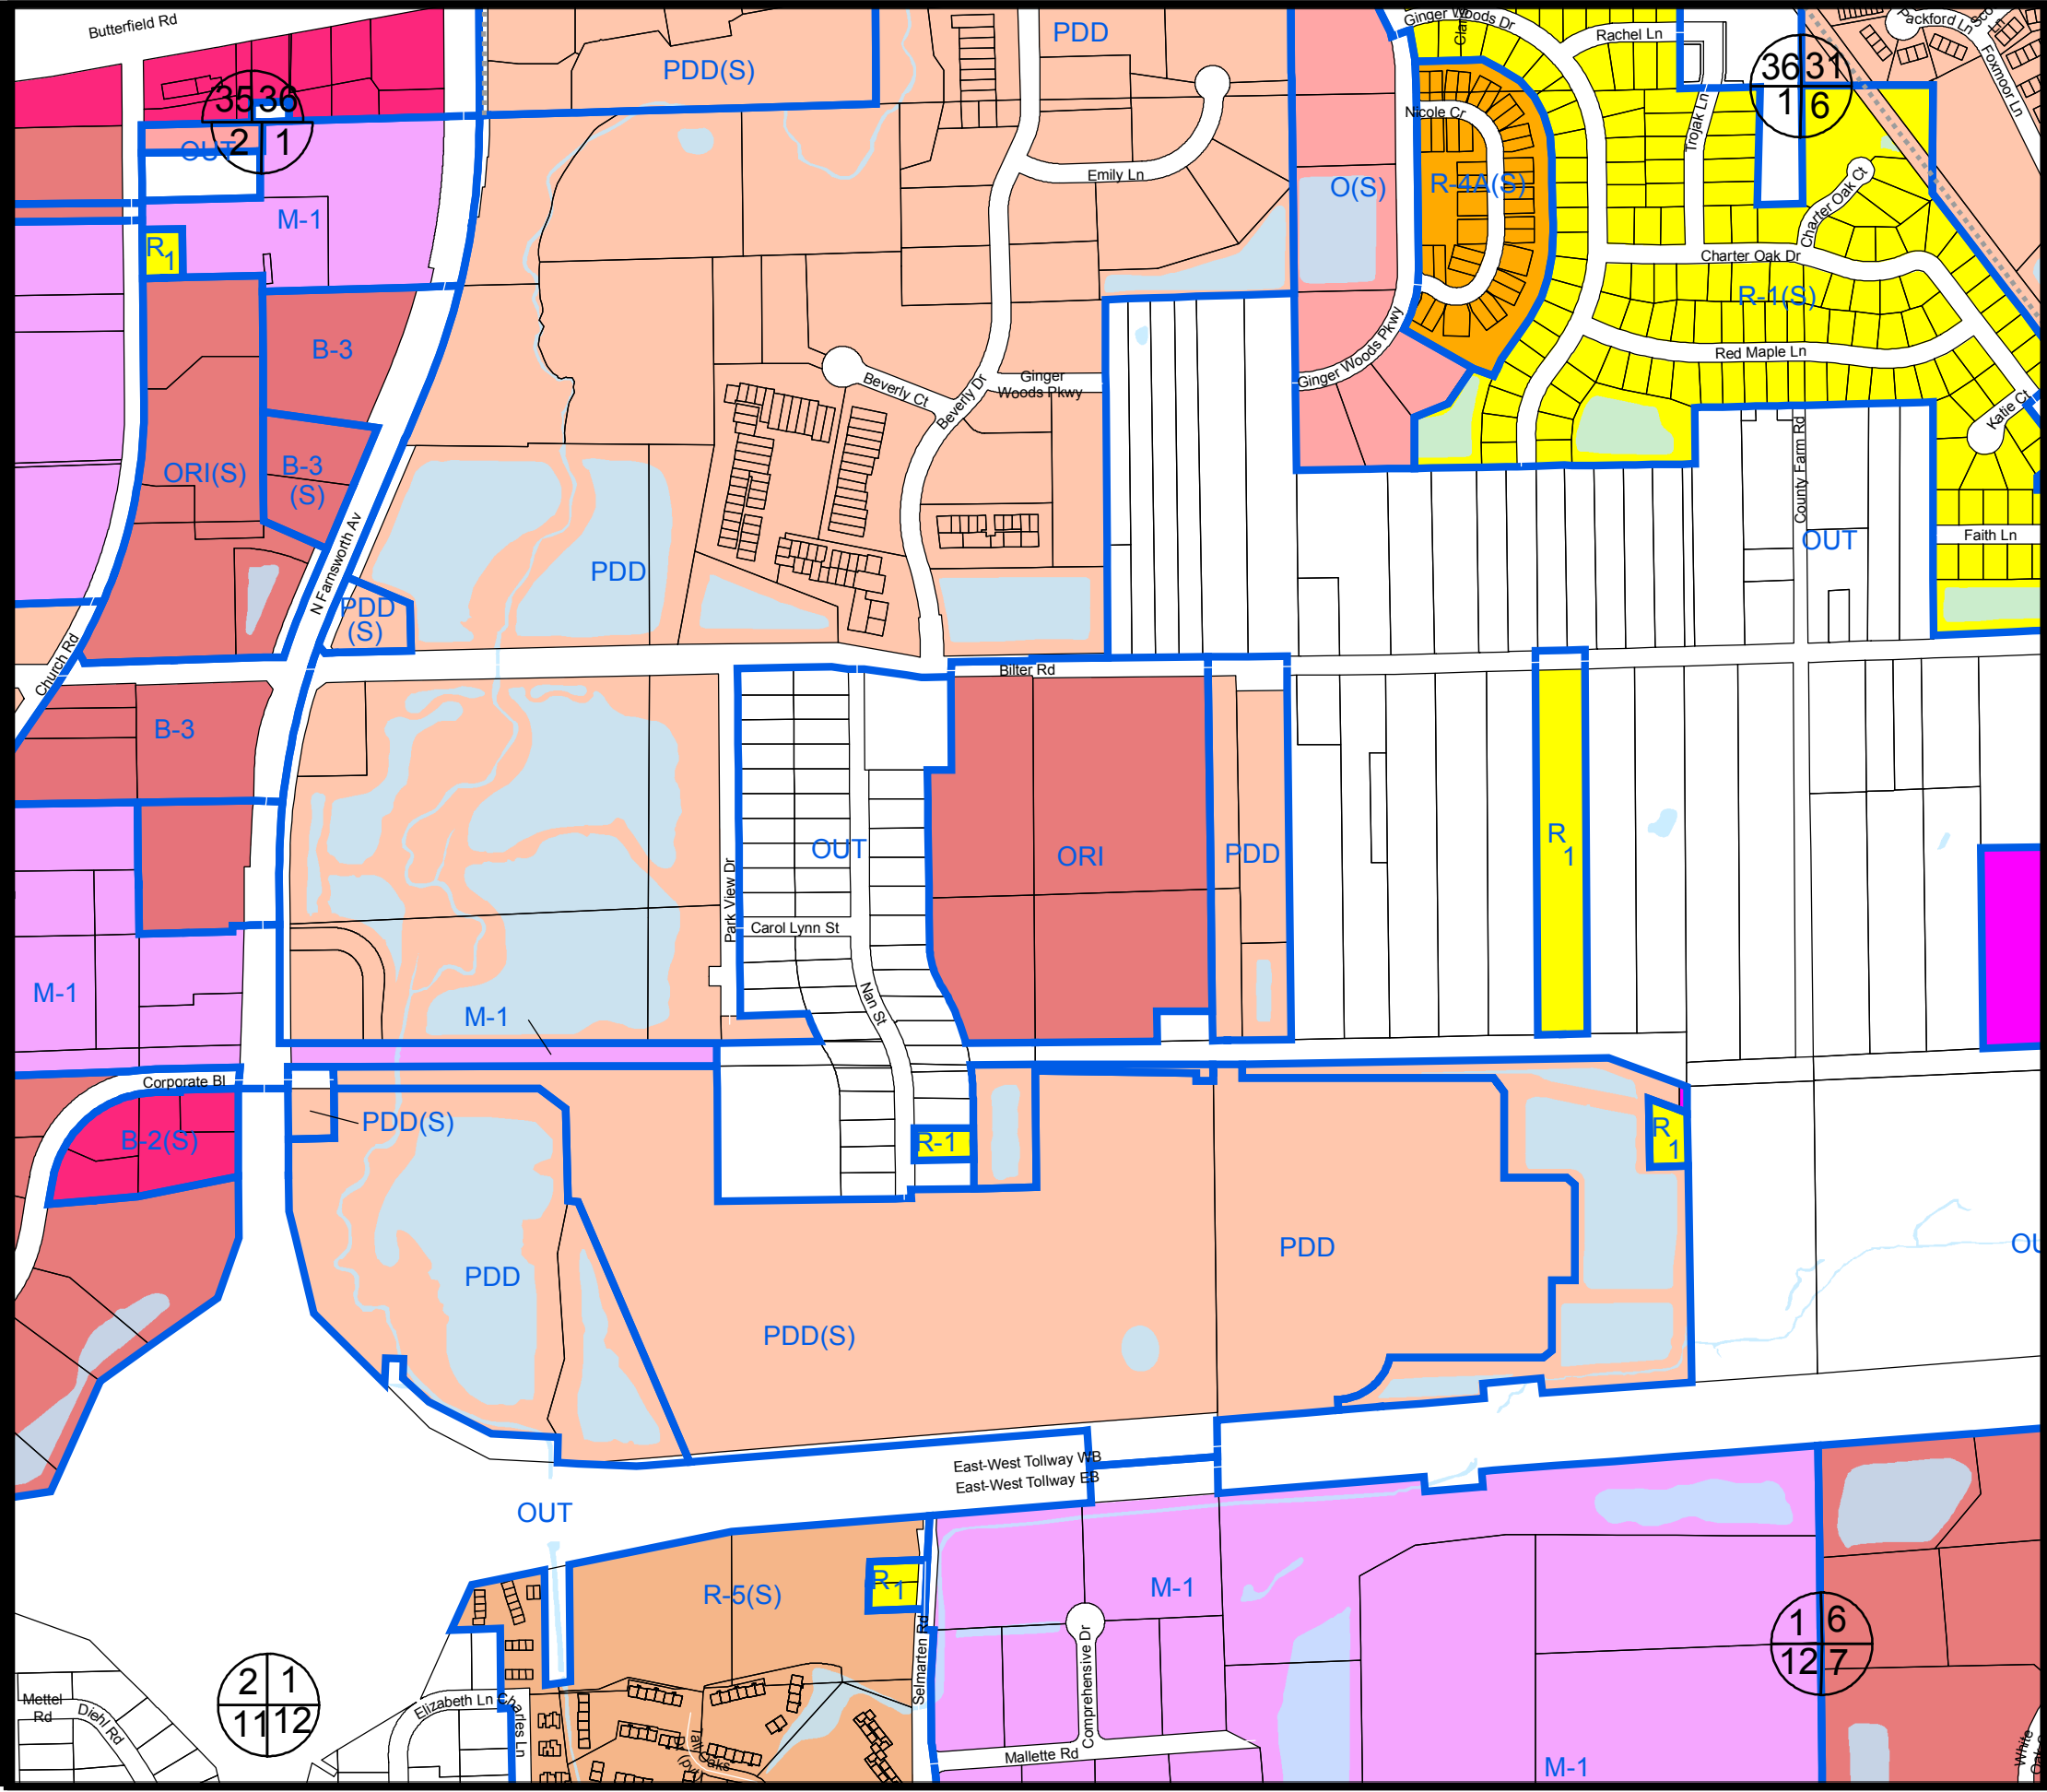 Butterfield Rd
PDD(S)
PDD
Ginger Woods Dr
Rachel Ln
Packford Ln
Foxmoor Ln
35 36
2 1
36 31
1 6
OUT
M-1
R
1
Emily Ln
O(S)
Nicole Cr
R-4A(S)
Trojak Ln
Charter Oak Ct
Charter Oak Dr
R-1(S)
Red Maple Ln
Katie Ct
B-3
Beverly Ct
Beverly Dr
Ginger
Woods Pkwy
Ginger Woods Pkwy
ORI(S)
B-3
(S)
N Farnsworth Av
PDD
County Farm Rd
OUT
Faith Ln
PDD
(S)
Church Rd
Bilter Rd
B-3
Park View Dr
OUT
ORI
PDD
R
1
Carol Lynn St
Nan St
M-1
M-1
Corporate Bl
PDD(S)
B-2(S)
R-1
R
1
PDD
PDD
PDD(S)
East-West Tollway WB
East-West Tollway EB
OUT
R-5(S)
R
1
M-1
Selmarten Rd
Comprehensive Dr
1 6
12 7
2 1
11 12
Mettel
Rd
Diehl Rd
Elizabeth Ln
Charles Ln
Mallette Rd
M-1
White